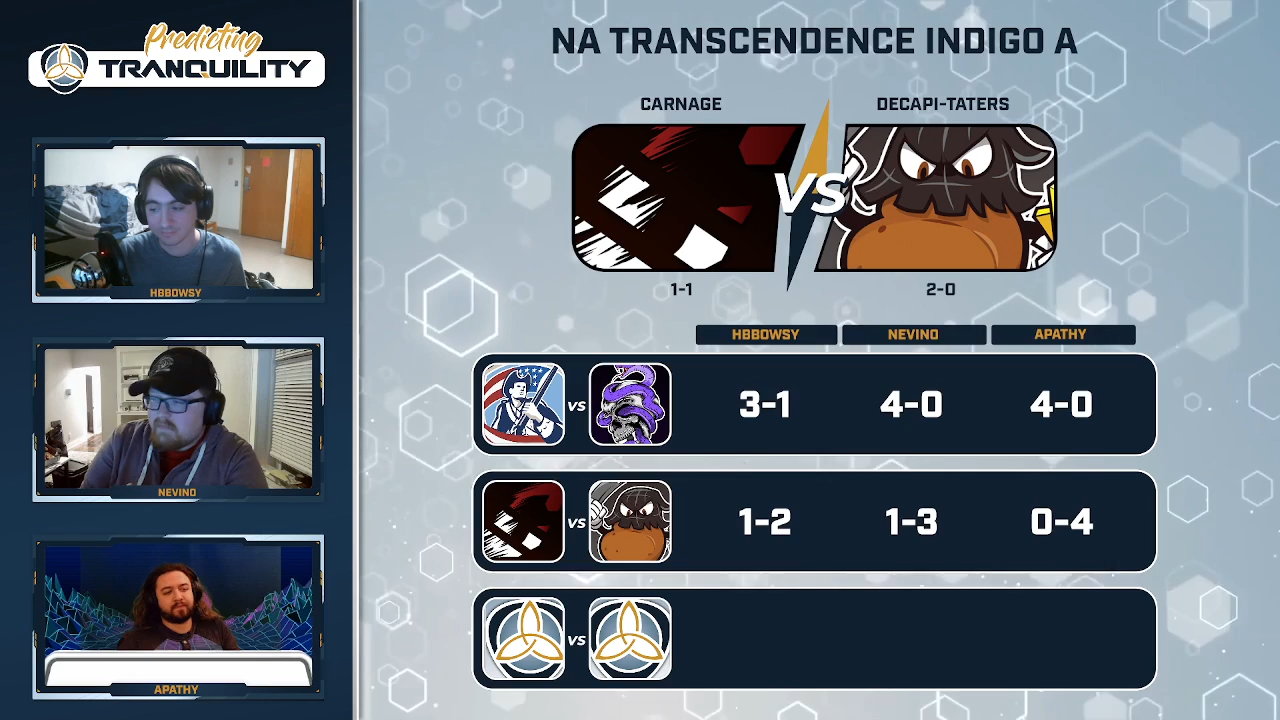 Predicting
TRANQUILITY
HBBOWSY
NEVINO
APATHY
NA TRANSCENDENCE INDIGO A
CARNAGE
DECAPI-TATERS
VS
1-1
2-0
HBBOWSY NEVINO APATHY
VS 3-1 4-0 4-0
VS 1-2 1-3 0-4
VS